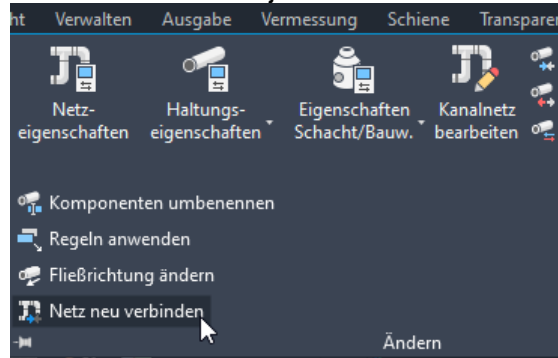 ht Verwalten Ausgabe Vermessung Schiene Transparen
Netz- Haltungs- Eigenschaften Kanalnetz
eigenschaften eigenschaften Schacht/Bauw. bearbeiten
Komponenten umbenennen
Regeln anwenden
Fließrichtung ändern
Netz neu verbinden
Ändern